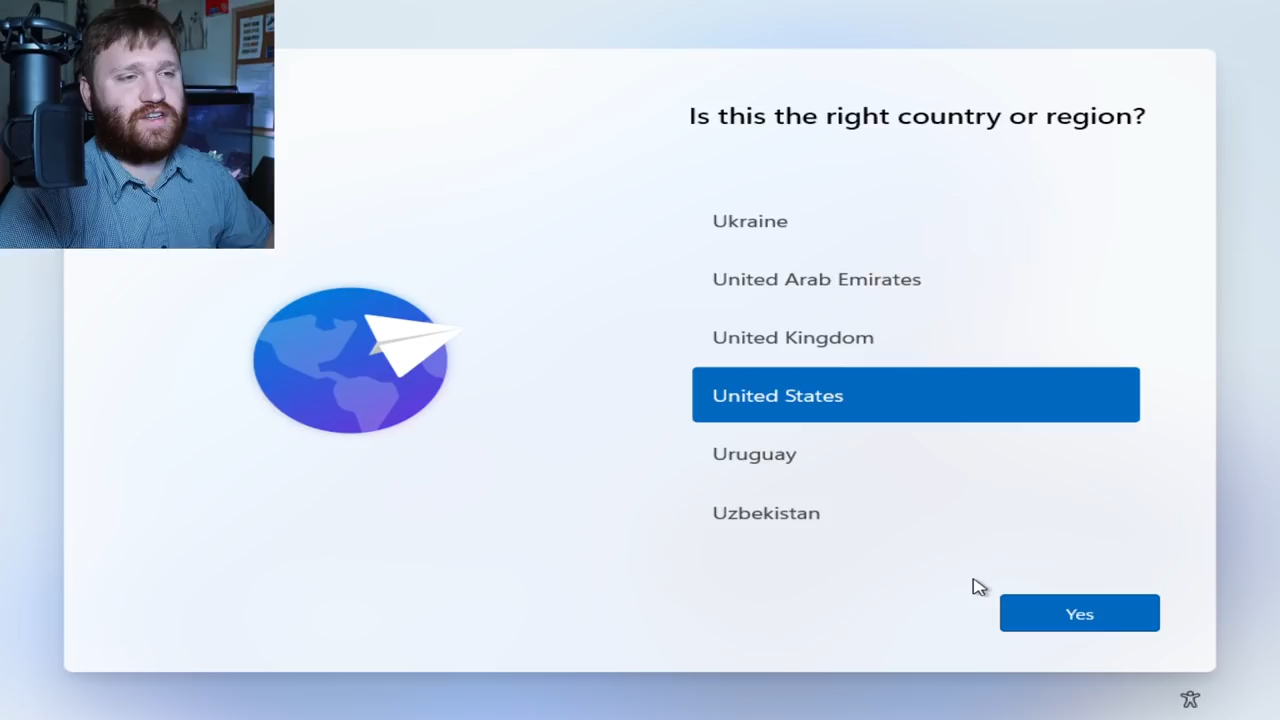 Is this the right country or region?
Ukraine
United Arab Emirates
United Kingdom
United States
Uruguay
Uzbekistan
Yes